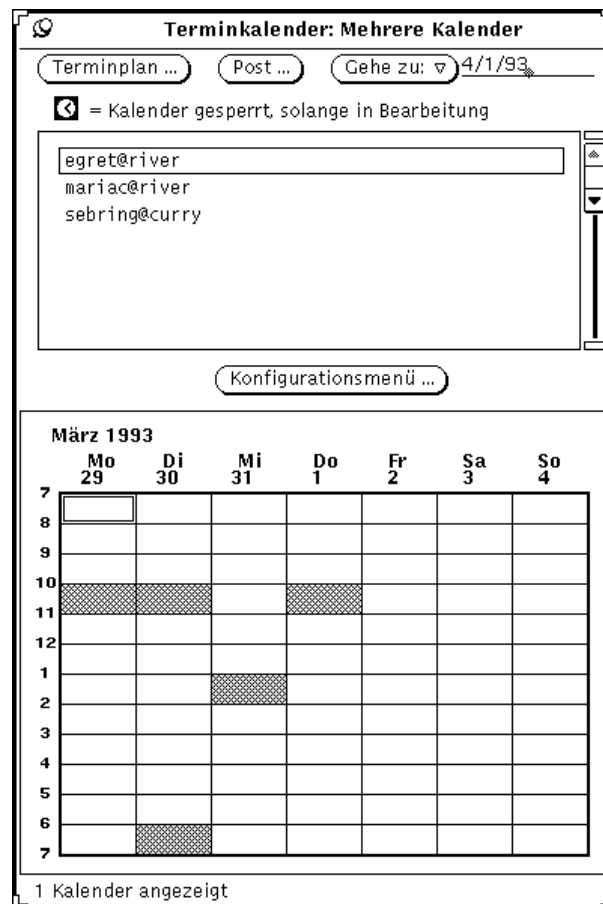 Terminkalender: Mehrere Kalender
Terminplan ... Post ... Gehe zu: 4/1/93
= Kalender gesperrt, solange in Bearbeitung
egret@river
mariac@river
sebring@curry
Konfigurationsmenü ...
März 1993
Mo Di Mi Do Fr Sa So
29 30 31 1 2 3 4
7
8
9
10
11
12
1
2
3
4
5
6
7
1 Kalender angezeigt